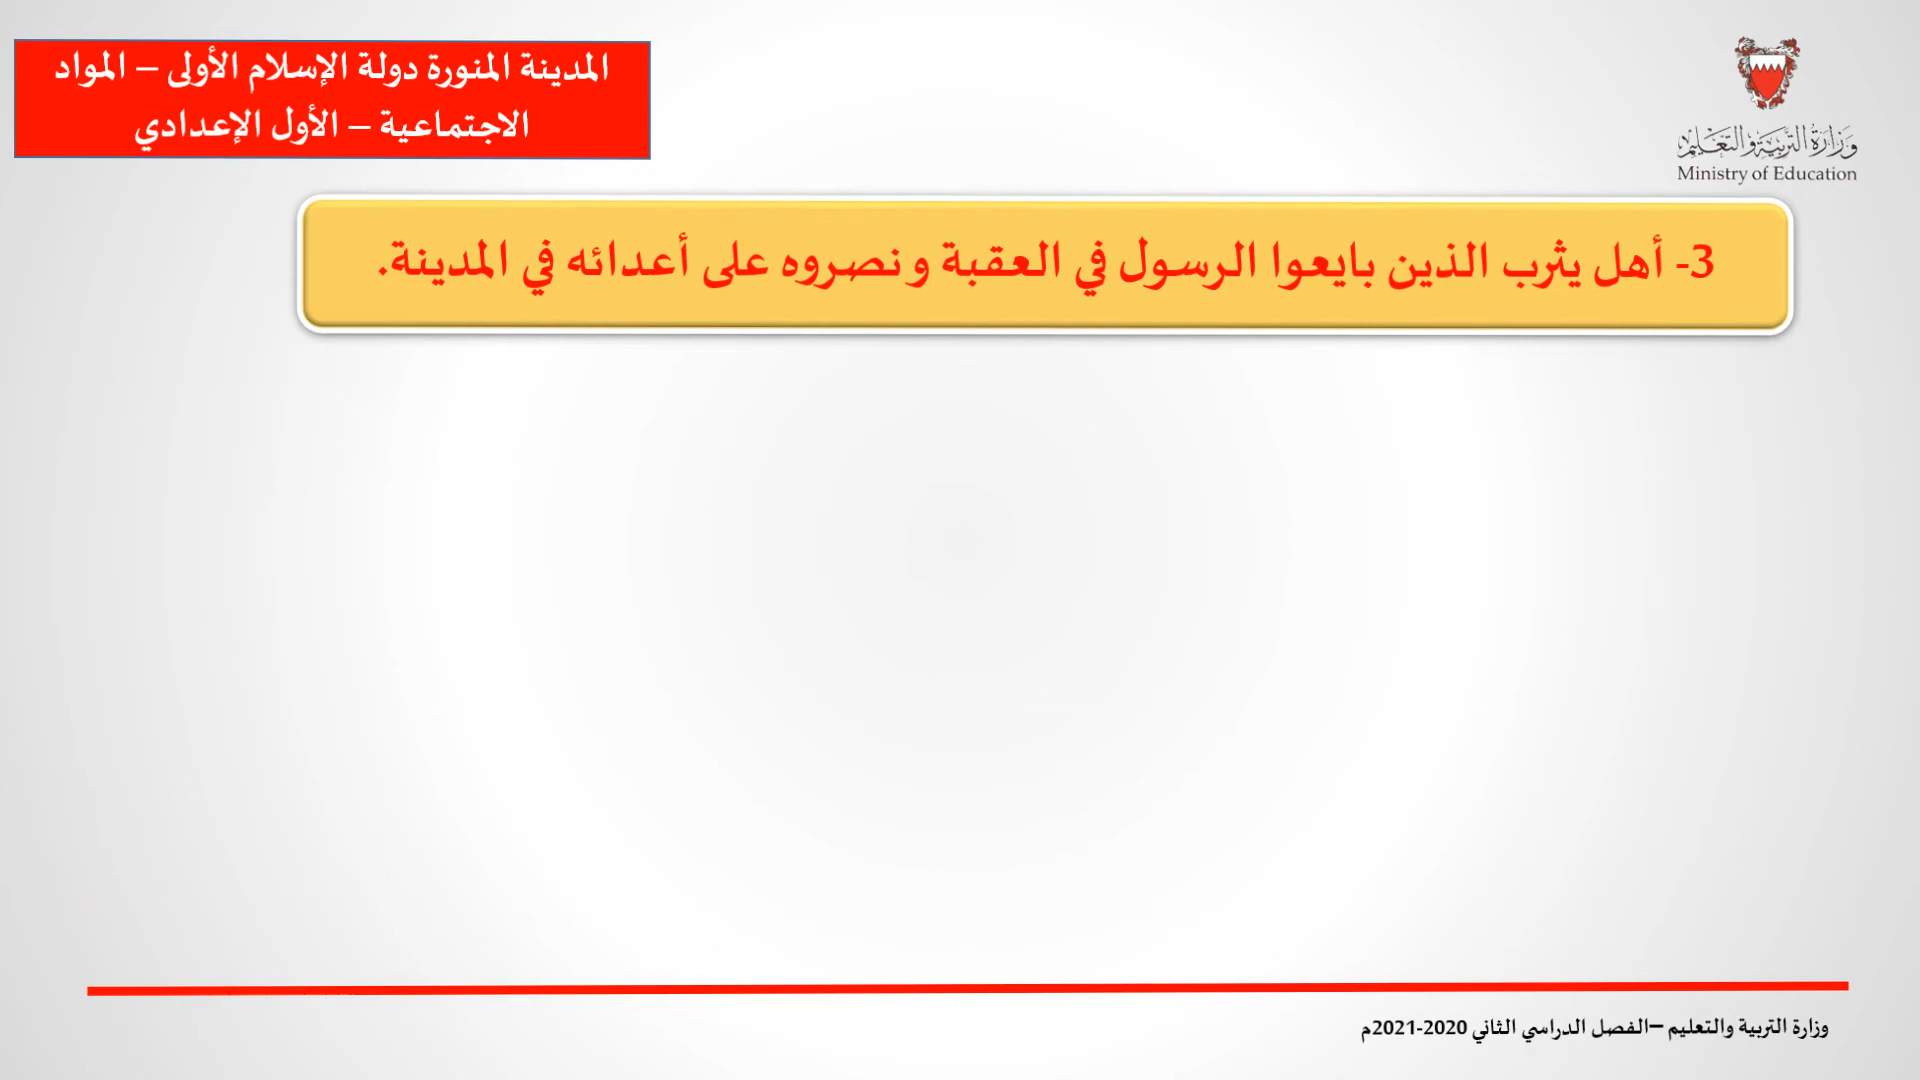 المدينة المنورة دولة الإسلام الأولى – المواد
الاجتماعية – الأول الإعدادي
وزارة التربية والتعليم
Ministry of Education
3- أهل يثرب الذين بايعوا الرسول في العقبة و نصروه على أعدائه في المدينة.
وزارة التربية والتعليم –الفصل الدراسي الثاني 2020-2021م